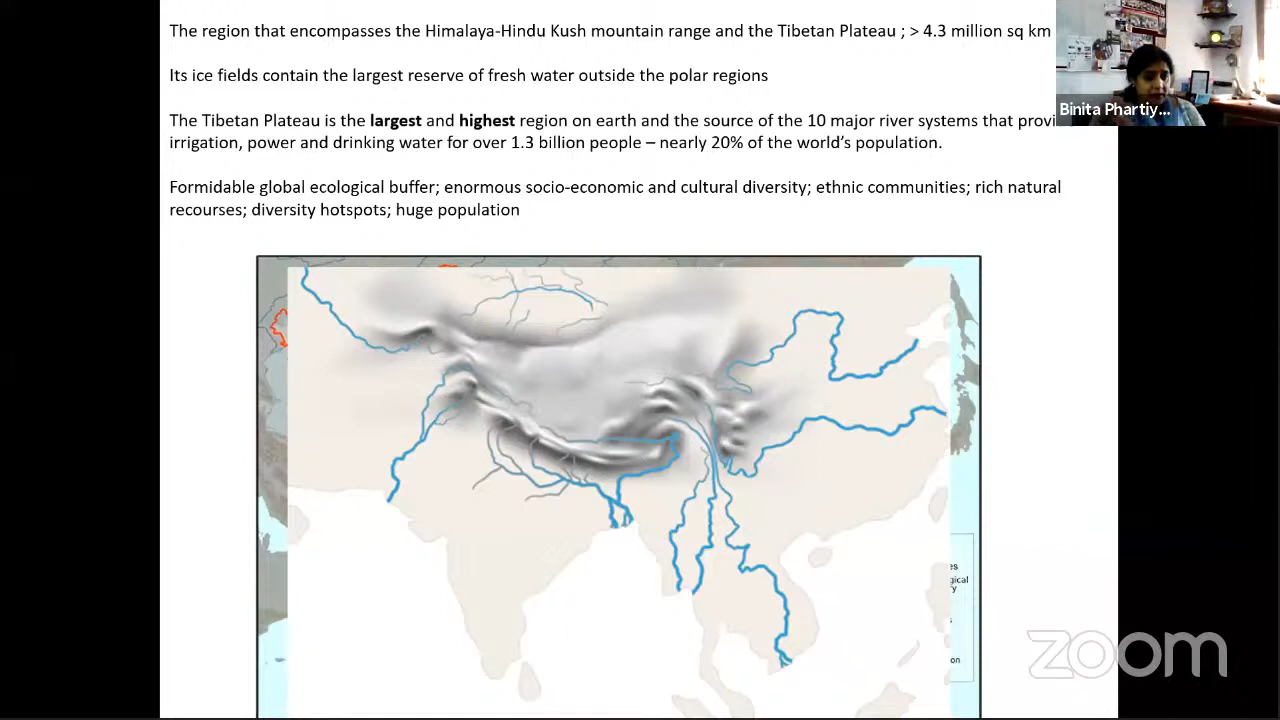 The region that encompasses the Himalaya-Hindu Kush mountain range and the Tibetan Plateau ; > 4.3 million sq km
Its ice fields contain the largest reserve of fresh water outside the polar regions
The Tibetan Plateau is the largest and highest region on earth and the source of the 10 major river systems that provi
irrigation, power and drinking water for over 1.3 billion people – nearly 20% of the world's population.
Formidable global ecological buffer; enormous socio-economic and cultural diversity; ethnic communities; rich natural
recourses; diversity hotspots; huge population
Binita Phartiy...
es
gical
on
zoom